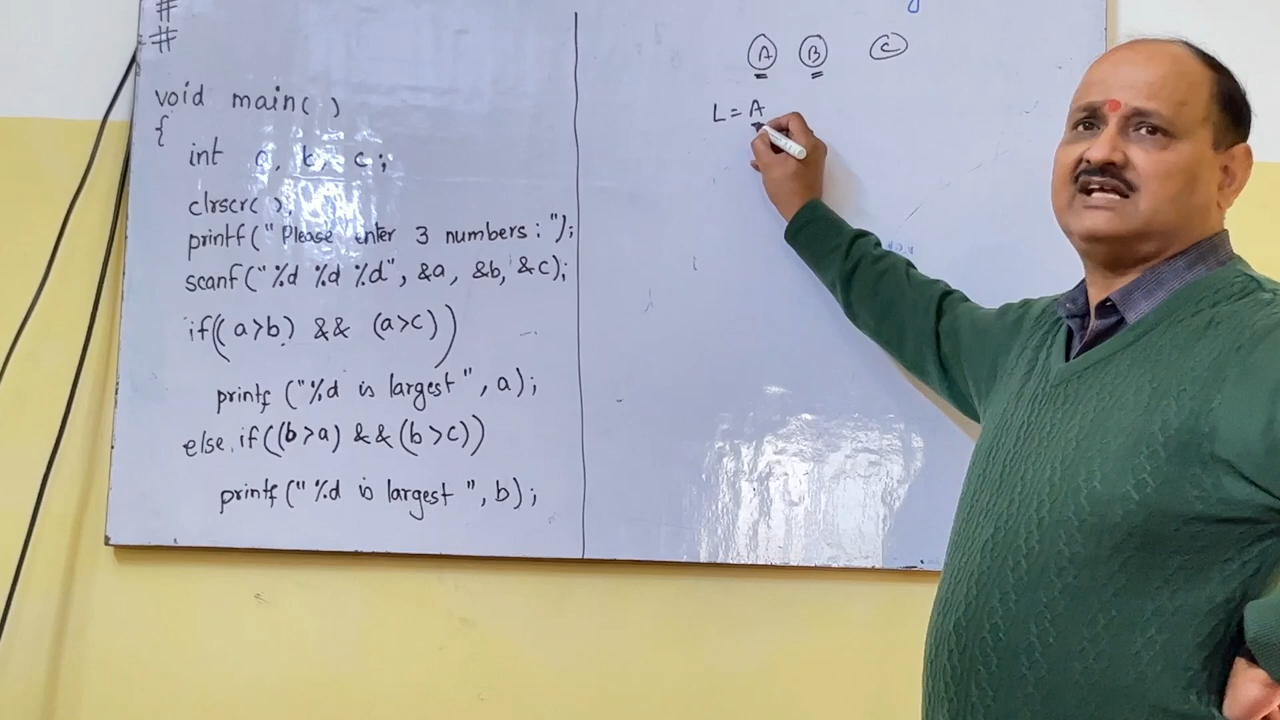 #
#
void main( )
{
int a, b, c ;
clrscr( );
printf("Please enter 3 numbers : ");
scanf("%d %d %d", &a, &b, &c);
if((a>b) && (a>c))
printf ("%d is largest", a);
else if((b>a) && (b>c))
printf("%d is largest ", b);
A B C
L = A